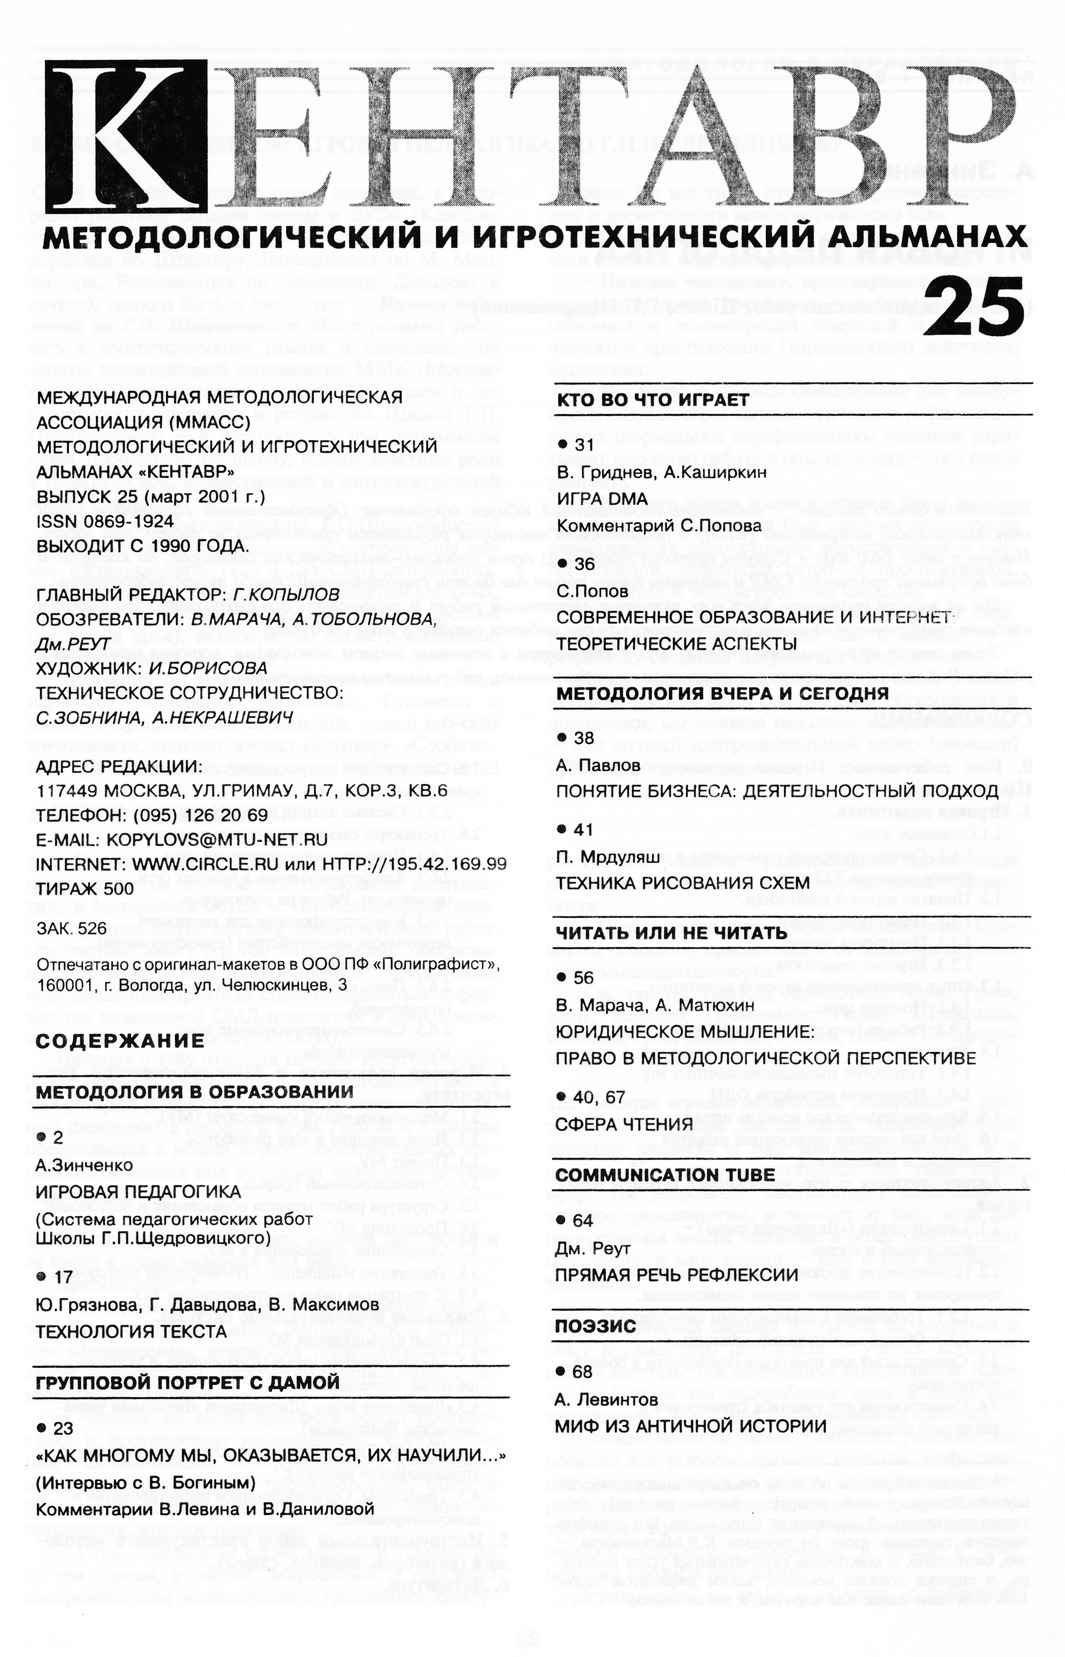 КЕНТАВР
МЕТОДОЛОГИЧЕСКИЙ И ИГРОТЕХНИЧЕСКИЙ АЛЬМАНАХ
25
МЕЖДУНАРОДНАЯ МЕТОДОЛОГИЧЕСКАЯ
АССОЦИАЦИЯ (ММАСС)
МЕТОДОЛОГИЧЕСКИЙ И ИГРОТЕХНИЧЕСКИЙ
АЛЬМАНАХ «КЕНТАВР»
ВЫПУСК 25 (март 2001 г.)
ISSN 0869-1924
ВЫХОДИТ С 1990 ГОДА.
ГЛАВНЫЙ РЕДАКТОР: Г.КОПЫЛОВ
ОБОЗРЕВАТЕЛИ: В.МАРАЧА, А.ТОБОЛЬНОВА,
Дм.РЕУТ
ХУДОЖНИК: И.БОРИСОВА
ТЕХНИЧЕСКОЕ СОТРУДНИЧЕСТВО:
С.ЗОБНИНА, А.НЕКРАШЕВИЧ
АДРЕС РЕДАКЦИИ:
117449 МОСКВА, УЛ.ГРИМАУ, Д.7, КОР.3, КВ.6
ТЕЛЕФОН: (095) 126 20 69
E-MAIL: KOPYLOVS@MTU-NET.RU
INTERNET: WWW.CIRCLE.RU или HTTP://195.42.169.99
ТИРАЖ 500
ЗАК. 526
Отпечатано с оригинал-макетов в ООО ПФ «Полиграфист»,
160001, г. Вологда, ул. Челюскинцев, 3
СОДЕРЖАНИЕ
МЕТОДОЛОГИЯ В ОБРАЗОВАНИИ
● 2
А.Зинченко
ИГРОВАЯ ПЕДАГОГИКА
(Система педагогических работ
Школы Г.П.Щедровицкого)
● 17
Ю.Грязнова, Г. Давыдова, В. Максимов
ТЕХНОЛОГИЯ ТЕКСТА
ГРУППОВОЙ ПОРТРЕТ С ДАМОЙ
● 23
«КАК МНОГОМУ МЫ, ОКАЗЫВАЕТСЯ, ИХ НАУЧИЛИ...»
(Интервью с В. Богиным)
Комментарии В.Левина и В.Даниловой
КТО ВО ЧТО ИГРАЕТ
● 31
В. Гриднев, А.Каширкин
ИГРА DMA
Комментарий С.Попова
● 36
С.Попов
СОВРЕМЕННОЕ ОБРАЗОВАНИЕ И ИНТЕРНЕТ:
ТЕОРЕТИЧЕСКИЕ АСПЕКТЫ
МЕТОДОЛОГИЯ ВЧЕРА И СЕГОДНЯ
● 38
А. Павлов
ПОНЯТИЕ БИЗНЕСА: ДЕЯТЕЛЬНОСТНЫЙ ПОДХОД
● 41
П. Мрдуляш
ТЕХНИКА РИСОВАНИЯ СХЕМ
ЧИТАТЬ ИЛИ НЕ ЧИТАТЬ
● 56
В. Марача, А. Матюхин
ЮРИДИЧЕСКОЕ МЫШЛЕНИЕ:
ПРАВО В МЕТОДОЛОГИЧЕСКОЙ ПЕРСПЕКТИВЕ
● 40, 67
СФЕРА ЧТЕНИЯ
COMMUNICATION TUBE
● 64
Дм. Реут
ПРЯМАЯ РЕЧЬ РЕФЛЕКСИИ
ПОЭЗИС
● 68
А. Левинтов
МИФ ИЗ АНТИЧНОЙ ИСТОРИИ